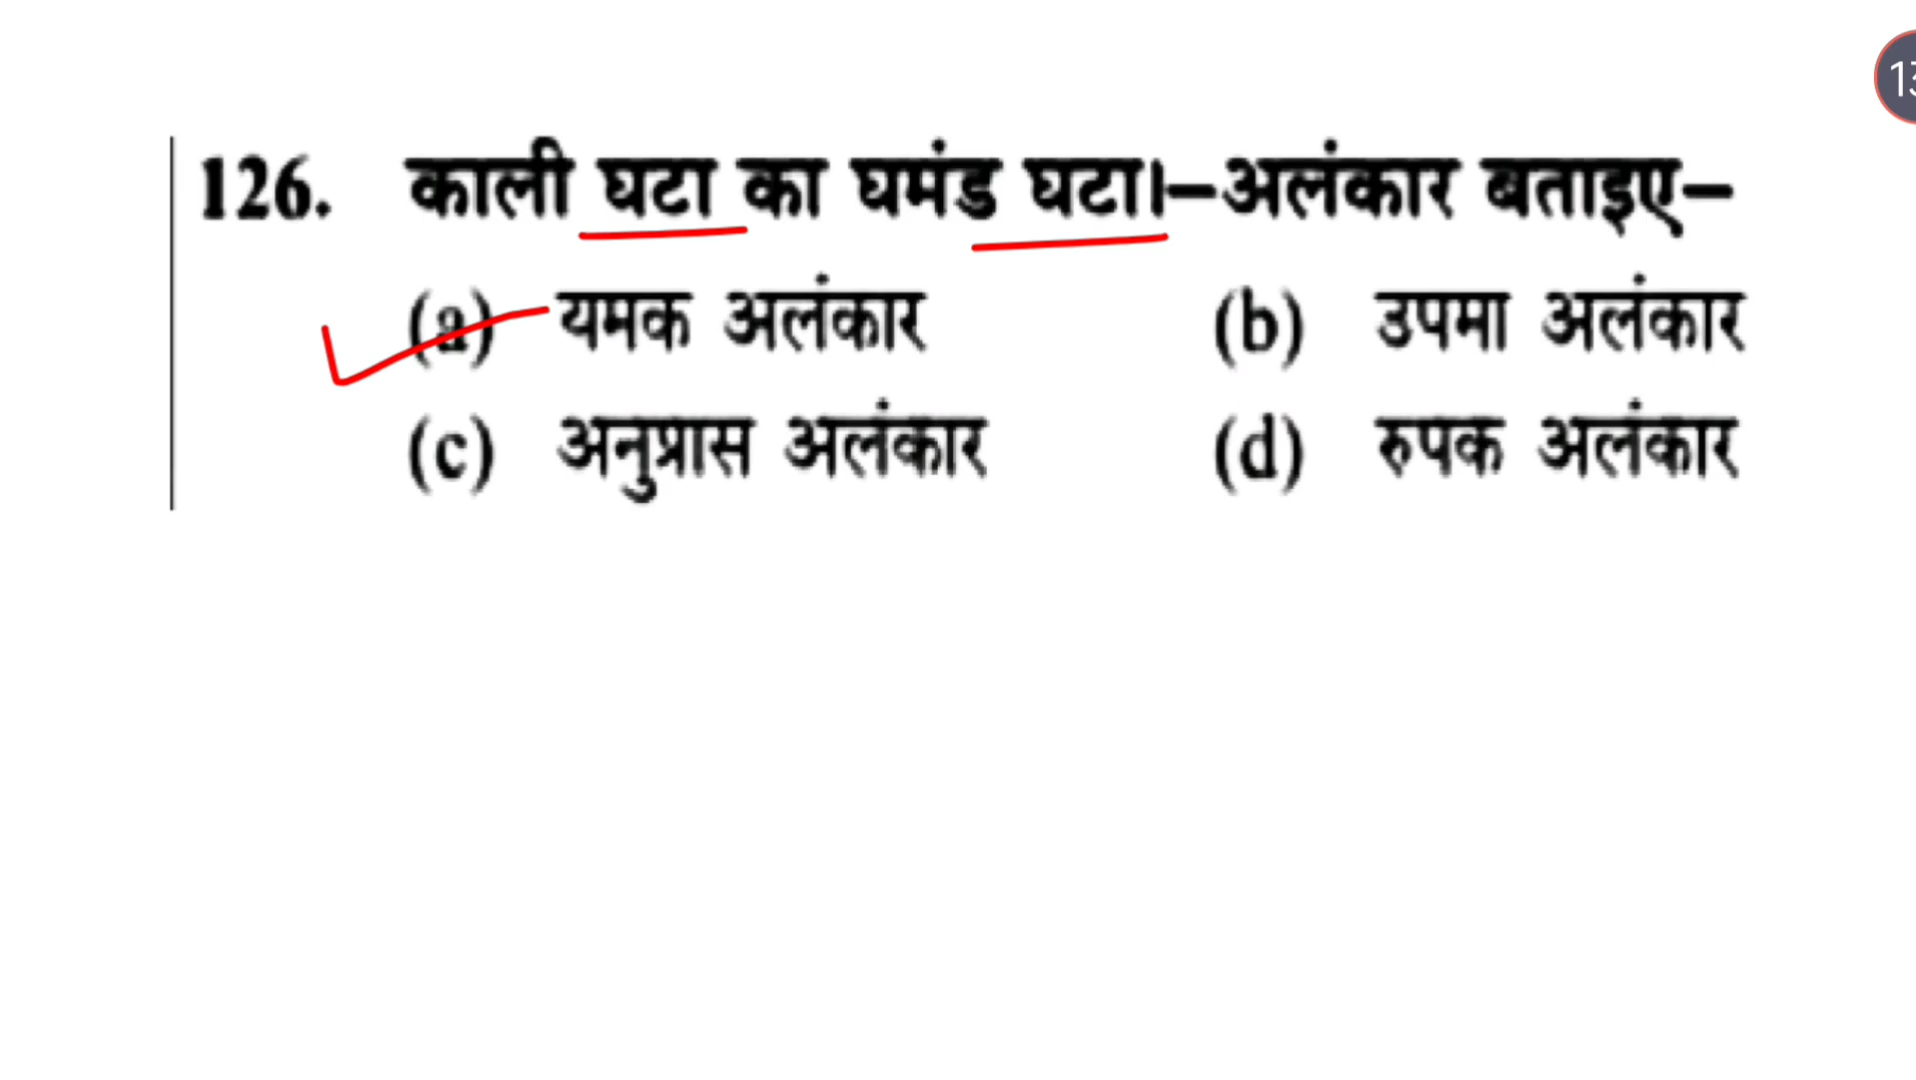 126. काली घटा का घमंड घटा।–अलंकार बताइए–
(a) यमक अलंकार (b) उपमा अलंकार
(c) अनुप्रास अलंकार (d) रुपक अलंकार